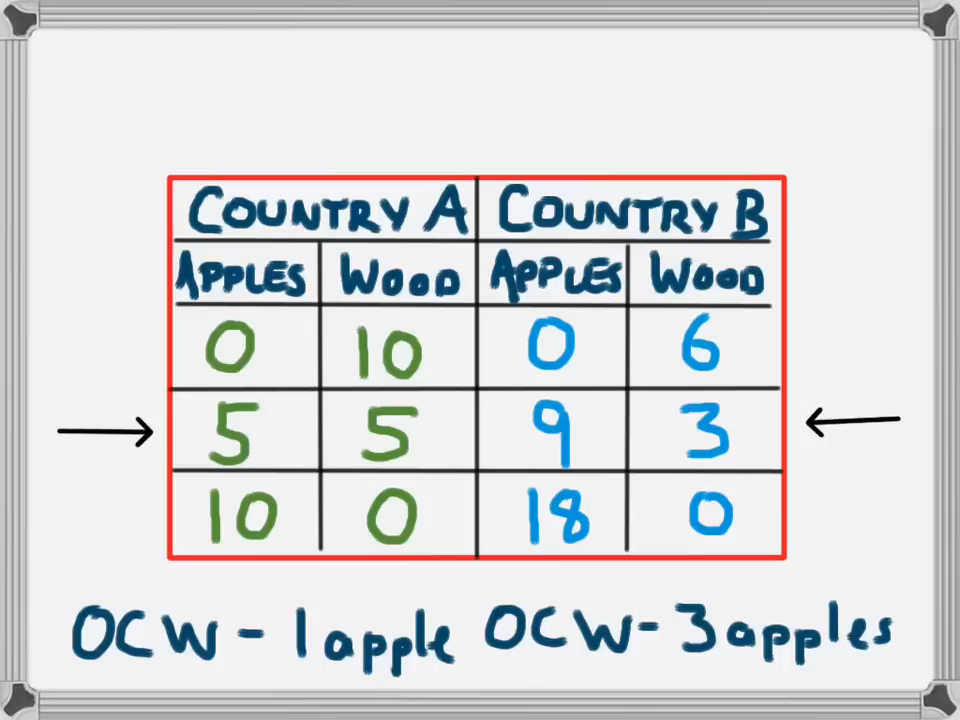 COUNTRY A COUNTRY B
APPLES WOOD APPLES WOOD
0 10 0 6
5 5 9 3
10 0 18 0
OCW - 1 apple OCW - 3 apples